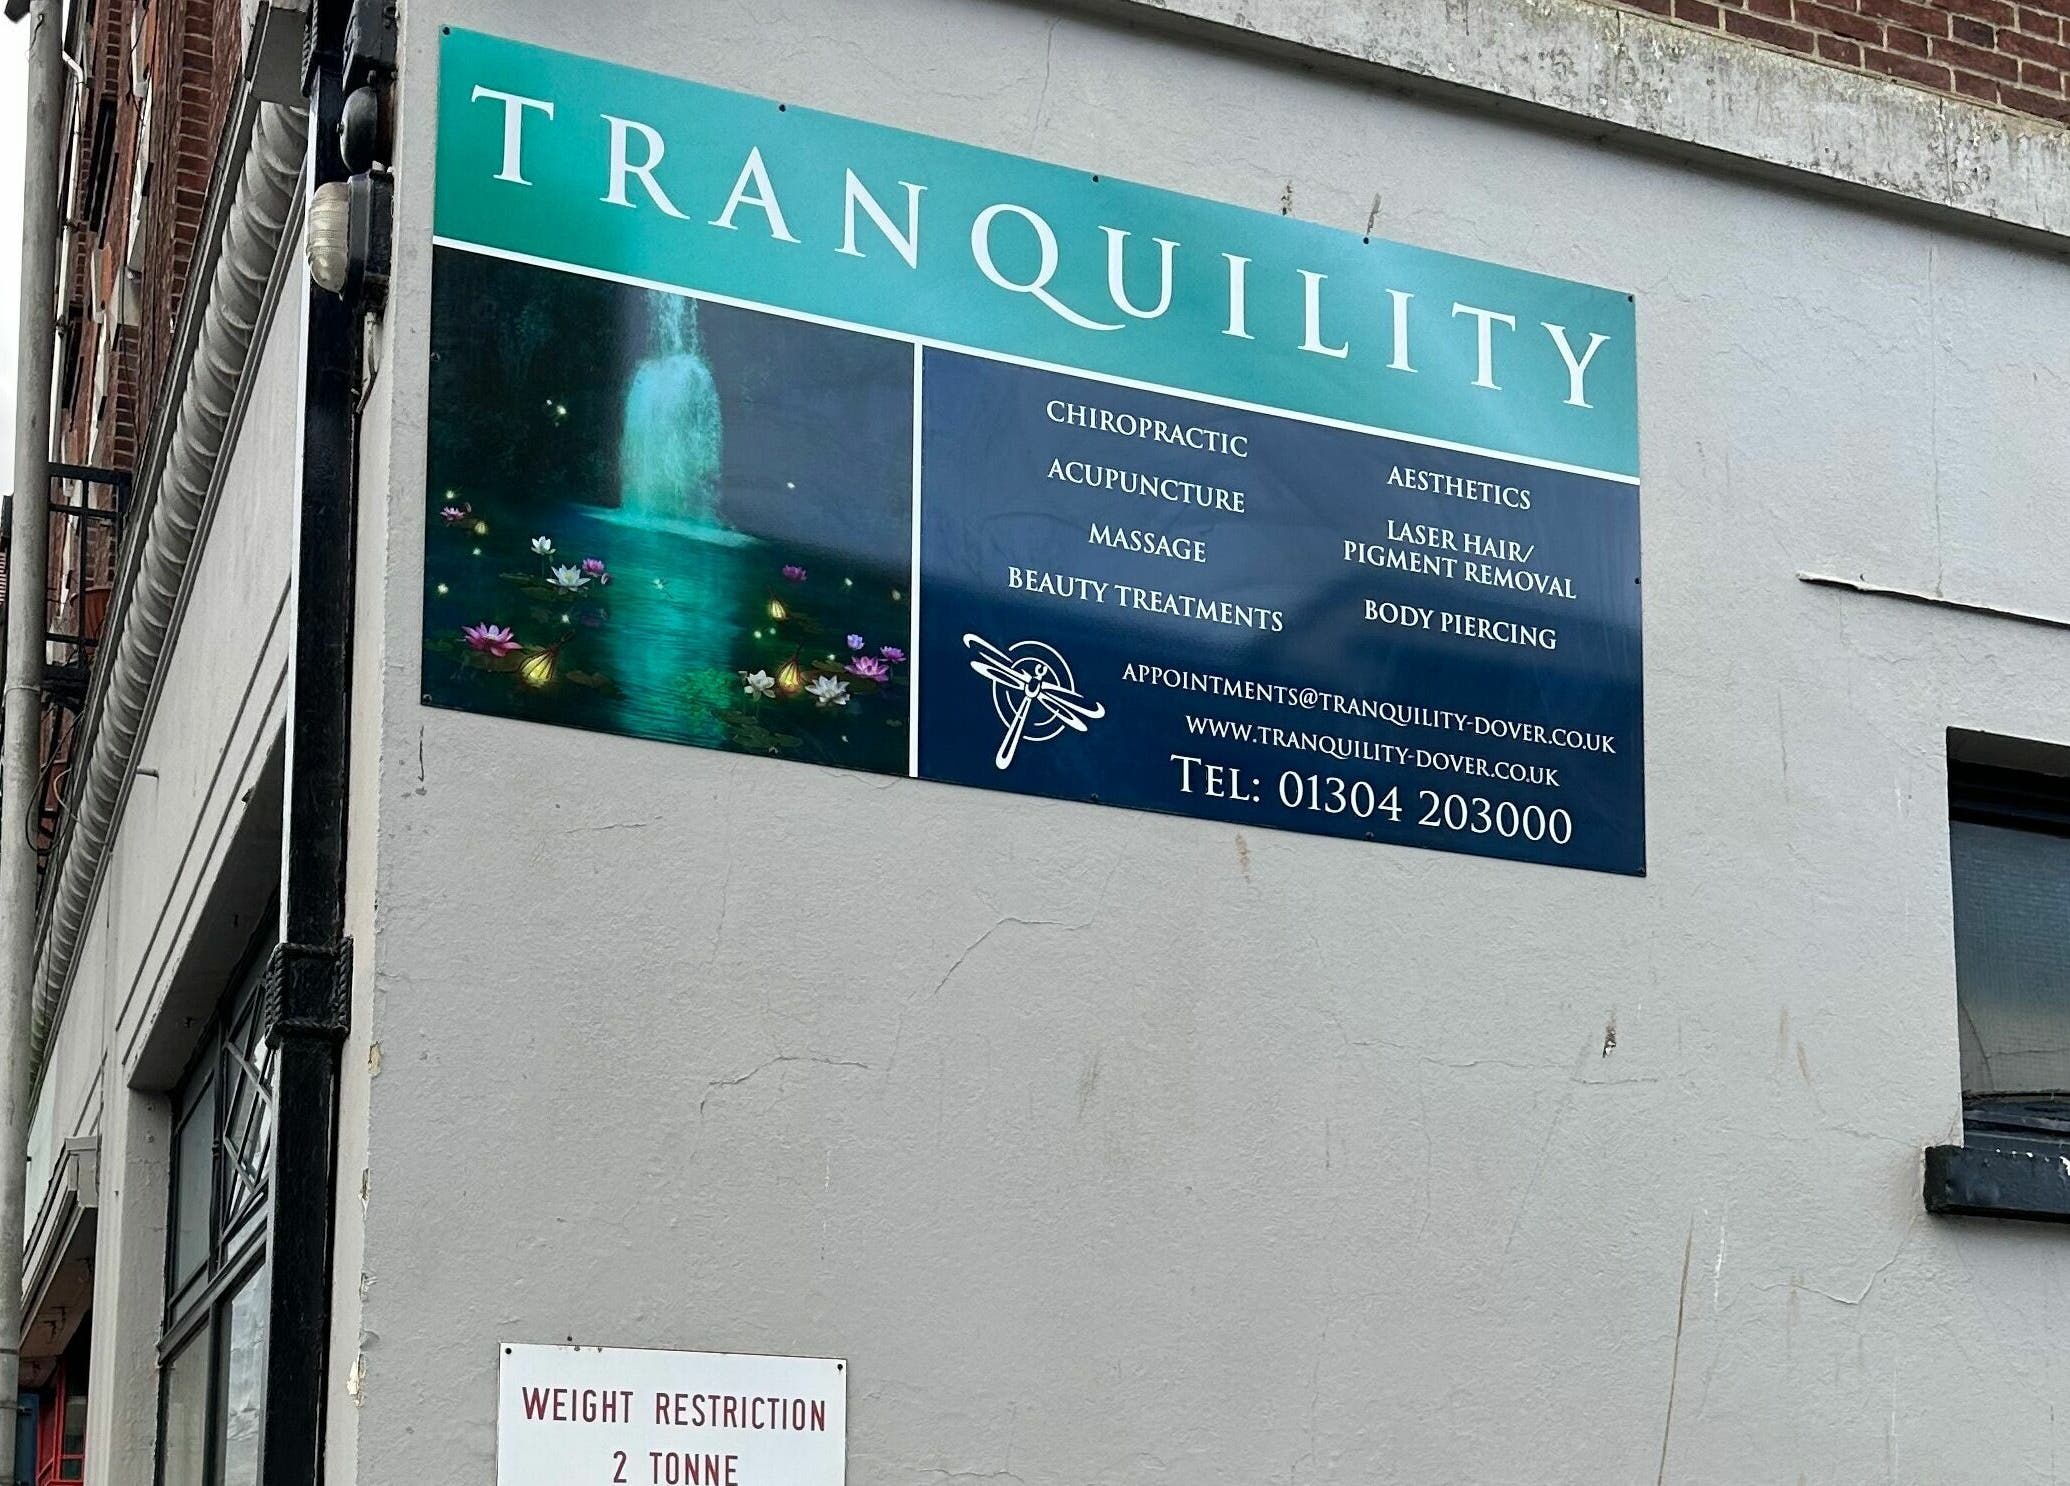 TRANQUILITY
CHIROPRACTIC
ACUPUNCTURE
MASSAGE
BEAUTY TREATMENTS
AESTHETICS
LASER HAIR/
PIGMENT REMOVAL
BODY PIERCING
APPOINTMENTS@TRANQUILITY-DOVER.CO.UK
WWW.TRANQUILITY-DOVER.CO.UK
TEL: 01304 203000
WEIGHT RESTRICTION
2 TONNE